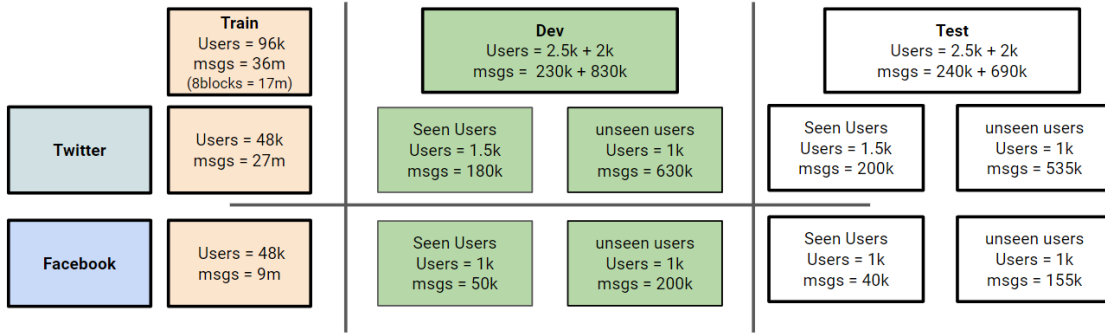 Train
Users = 96k
msgs = 36m
(8blocks = 17m)
Dev
Users = 2.5k + 2k
msgs = 230k + 830k
Test
Users = 2.5k + 2k
msgs = 240k + 690k
Twitter
Users = 48k
msgs = 27m
Seen Users
Users = 1.5k
msgs = 180k
unseen users
Users = 1k
msgs = 630k
Seen Users
Users = 1.5k
msgs = 200k
unseen users
Users = 1k
msgs = 535k
Facebook
Users = 48k
msgs = 9m
Seen Users
Users = 1k
msgs = 50k
unseen users
Users = 1k
msgs = 200k
Seen Users
Users = 1k
msgs = 40k
unseen users
Users = 1k
msgs = 155k